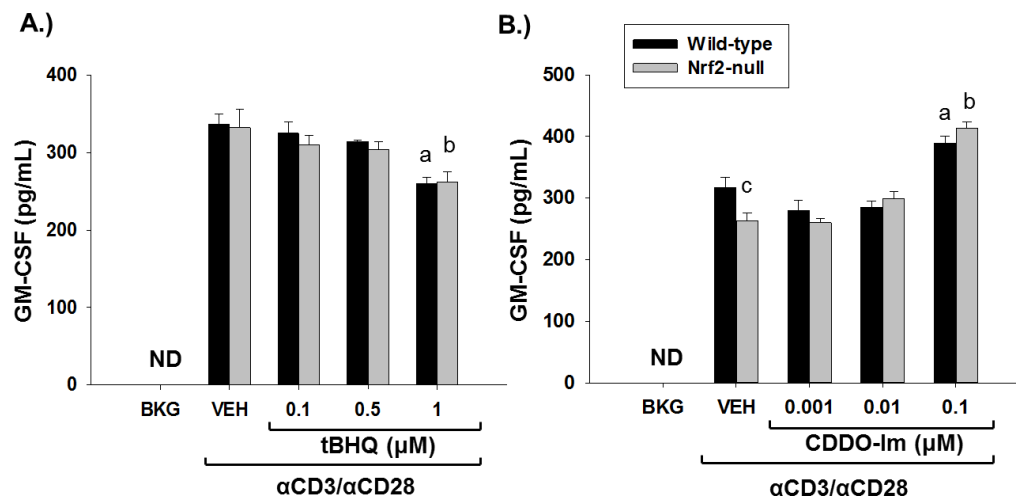 A.)
GM-CSF (pg/mL)
400
300
200
100
0
ND
a
b
BKG
VEH
0.1
0.5
1
tBHQ (μM)
αCD3/αCD28
B.)
Wild-type
Nrf2-null
GM-CSF (pg/mL)
500
400
300
200
100
0
ND
c
a
b
BKG
VEH
0.001
0.01
0.1
CDDO-Im (μM)
αCD3/αCD28